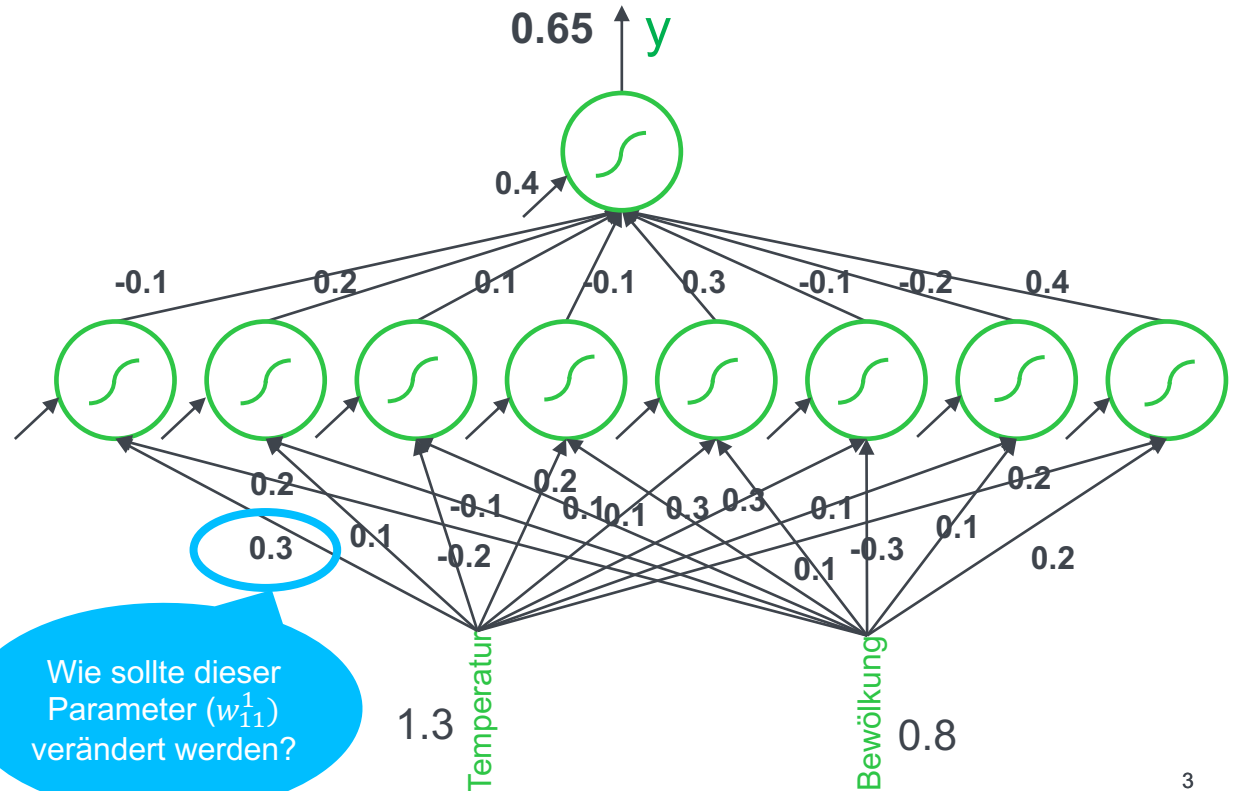 0.65 y
0.4
-0.1 0.2 0.1 -0.1 0.3 -0.1 -0.2 0.4
0.2 -0.1 0.2 0.1 0.1 0.3 0.3 0.1 0.2
0.3 0.1 -0.2 0.1 -0.3 0.1 0.2
Wie sollte dieser
Parameter (w¹₁₁)
verändert werden?
1.3
Temperatur
Bewölkung
0.8
3